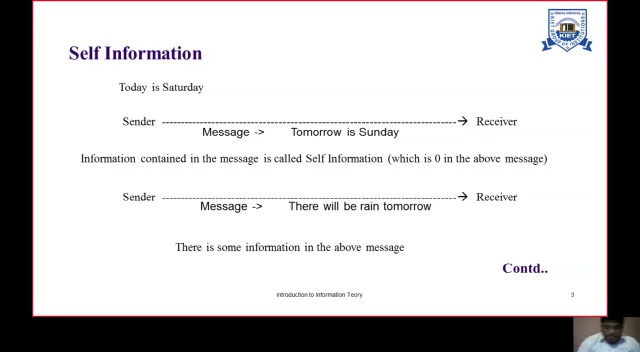 Self Information
KIET
Today is Saturday
Sender ------------------------------------------------------------------------------→ Receiver
Message -> Tomorrow is Sunday
Information contained in the message is called Self Information (which is 0 in the above message)
Sender ------------------------------------------------------------------------------→ Receiver
Message -> There will be rain tomorrow
There is some information in the above message
Contd..
Introduction to Information Teory
3